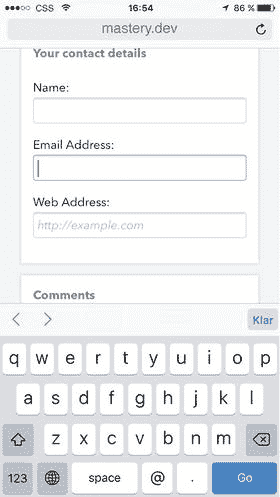 CSS 16:54 86 %
mastery.dev
Your contact details
Name:
Email Address:
Web Address:
http://example.com
Comments
Klar
q w e r t y u i o p
a s d f g h j k l
z x c v b n m
123 space @ . Go